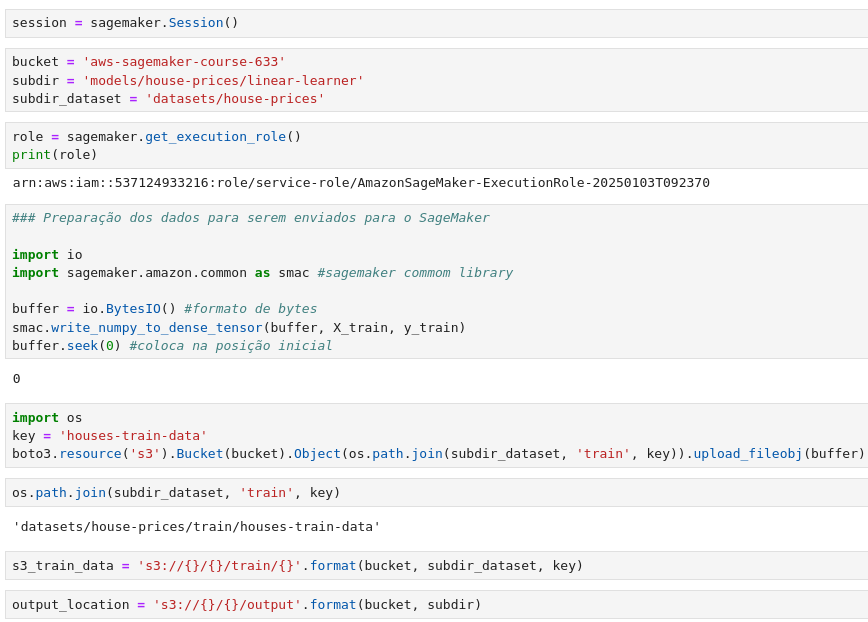 session = sagemaker.Session()
bucket = 'aws-sagemaker-course-633'
subdir = 'models/house-prices/linear-learner'
subdir_dataset = 'datasets/house-prices'
role = sagemaker.get_execution_role()
print(role)
arn:aws:iam::537124933216:role/service-role/AmazonSageMaker-ExecutionRole-20250103T092370
### Preparação dos dados para serem enviados para o SageMaker
import io
import sagemaker.amazon.common as smac #sagemaker commom library
buffer = io.BytesIO() #formato de bytes
smac.write_numpy_to_dense_tensor(buffer, X_train, y_train)
buffer.seek(0) #coloca na posição inicial
0
import os
key = 'houses-train-data'
boto3.resource('s3').Bucket(bucket).Object(os.path.join(subdir_dataset, 'train', key)).upload_fileobj(buffer)
os.path.join(subdir_dataset, 'train', key)
'datasets/house-prices/train/houses-train-data'
s3_train_data = 's3://{}/{}/train/{}'.format(bucket, subdir_dataset, key)
output_location = 's3://{}/{}/output'.format(bucket, subdir)